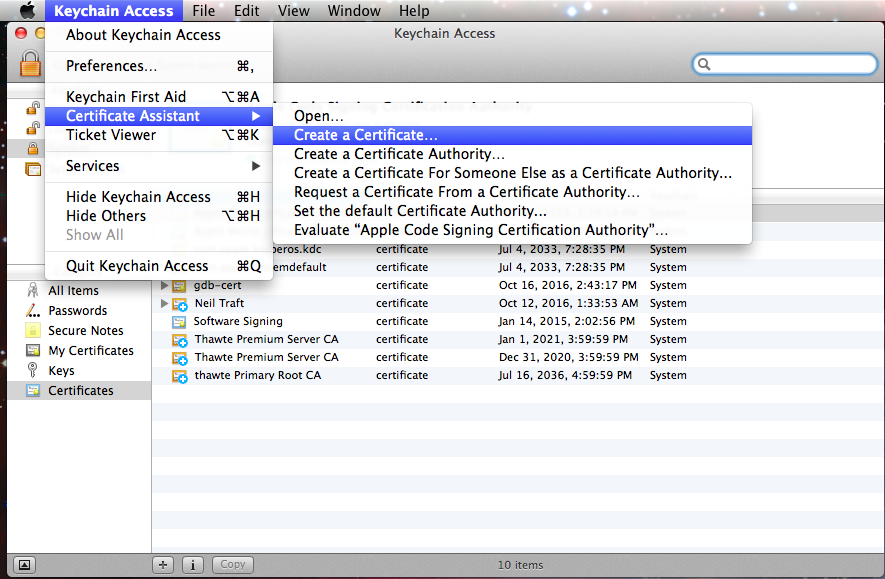 Keychain Access File Edit View Window Help
Keychain Access
About Keychain Access
Preferences... ⌘,
Keychain First Aid ⌥⌘A
Certificate Assistant ▶
Ticket Viewer ⌥⌘K
Services ▶
Hide Keychain Access ⌘H
Hide Others ⌥⌘H
Show All
Quit Keychain Access ⌘Q
Open...
Create a Certificate...
Create a Certificate Authority...
Create a Certificate For Someone Else as a Certificate Authority...
Request a Certificate From a Certificate Authority...
Set the default Certificate Authority...
Evaluate “Apple Code Signing Certification Authority”...
beros.kdc certificate Jul 4, 2033, 7:28:35 PM System
emdefault certificate Jul 4, 2033, 7:28:35 PM System
gdb-cert certificate Oct 16, 2016, 2:43:17 PM System
Neil Traft certificate Oct 12, 2016, 1:33:53 AM System
Software Signing certificate Jan 14, 2015, 2:02:56 PM System
Thawte Premium Server CA certificate Jan 1, 2021, 3:59:59 PM System
Thawte Premium Server CA certificate Dec 31, 2020, 3:59:59 PM System
thawte Primary Root CA certificate Jul 16, 2036, 4:59:59 PM System
All Items
Passwords
Secure Notes
My Certificates
Keys
Certificates
+ i Copy 10 items